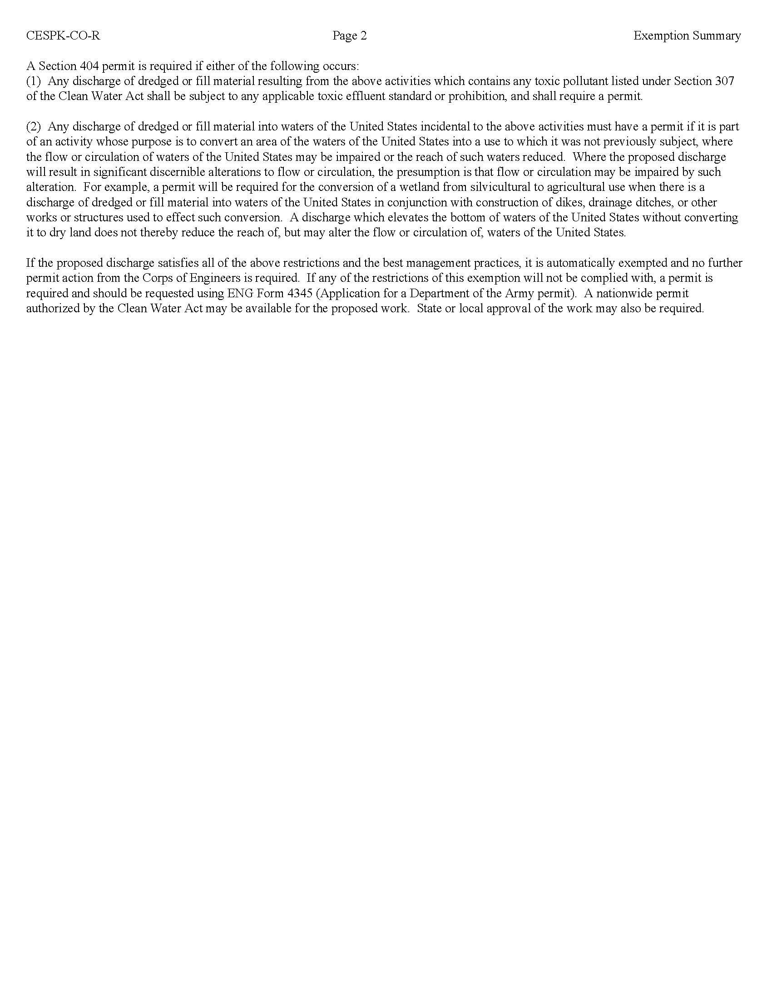 CESPK-CO-R Page 2 Exemption Summary
A Section 404 permit is required if either of the following occurs:
(1)  Any discharge of dredged or fill material resulting from the above activities which contains any toxic pollutant listed under Section 307
of the Clean Water Act shall be subject to any applicable toxic effluent standard or prohibition, and shall require a permit.
(2)  Any discharge of dredged or fill material into waters of the United States incidental to the above activities must have a permit if it is part
of an activity whose purpose is to convert an area of the waters of the United States into a use to which it was not previously subject, where
the flow or circulation of waters of the United States may be impaired or the reach of such waters reduced.  Where the proposed discharge
will result in significant discernible alterations to flow or circulation, the presumption is that flow or circulation may be impaired by such
alteration.  For example, a permit will be required for the conversion of a wetland from silvicultural to agricultural use when there is a
discharge of dredged or fill material into waters of the United States in conjunction with construction of dikes, drainage ditches, or other
works or structures used to effect such conversion.  A discharge which elevates the bottom of waters of the United States without converting
it to dry land does not thereby reduce the reach of, but may alter the flow or circulation of, waters of the United States.
If the proposed discharge satisfies all of the above restrictions and the best management practices, it is automatically exempted and no further
permit action from the Corps of Engineers is required.  If any of the restrictions of this exemption will not be complied with, a permit is
required and should be requested using ENG Form 4345 (Application for a Department of the Army permit).  A nationwide permit
authorized by the Clean Water Act may be available for the proposed work.  State or local approval of the work may also be required.